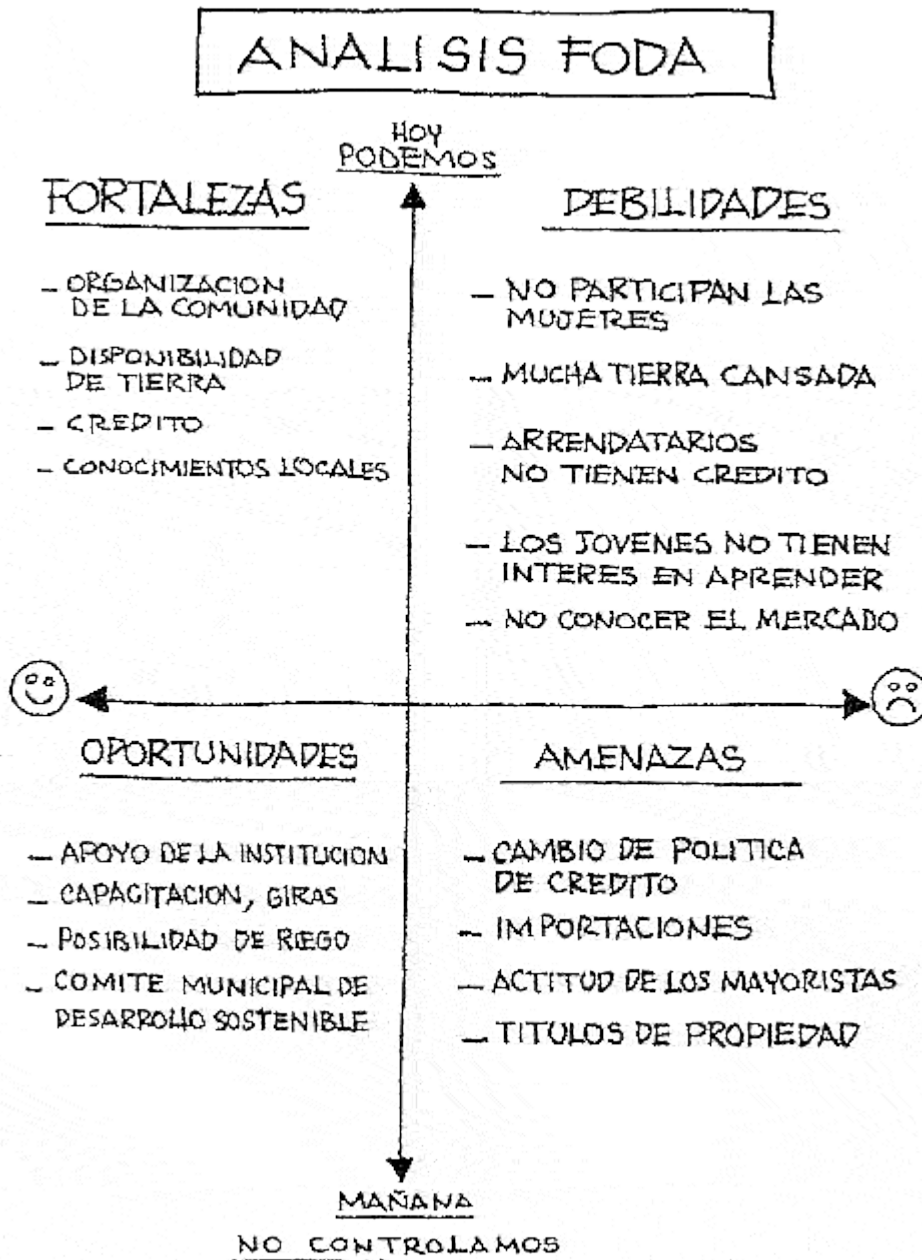 ANALISIS FODA
HOY
PODEMOS
FORTALEZAS
- ORGANIZACION
DE LA COMUNIDAD
- DISPONIBILIDAD
DE TIERRA
- CREDITO
- CONOCIMIENTOS LOCALES
DEBILIDADES
- NO PARTICIPAN LAS
MUJERES
- MUCHA TIERRA CANSADA
- ARRENDATARIOS
NO TIENEN CREDITO
- LOS JOVENES NO TIENEN
INTERES EN APRENDER
- NO CONOCER EL MERCADO
OPORTUNIDADES
- APOYO DE LA INSTITUCION
- CAPACITACION, GIRAS
- POSIBILIDAD DE RIEGO
- COMITE MUNICIPAL DE
DESARROLLO SOSTENIBLE
AMENAZAS
- CAMBIO DE POLITICA
DE CREDITO
- IMPORTACIONES
- ACTITUD DE LOS MAYORISTAS
- TITULOS DE PROPIEDAD
MAÑANA
NO CONTROLAMOS